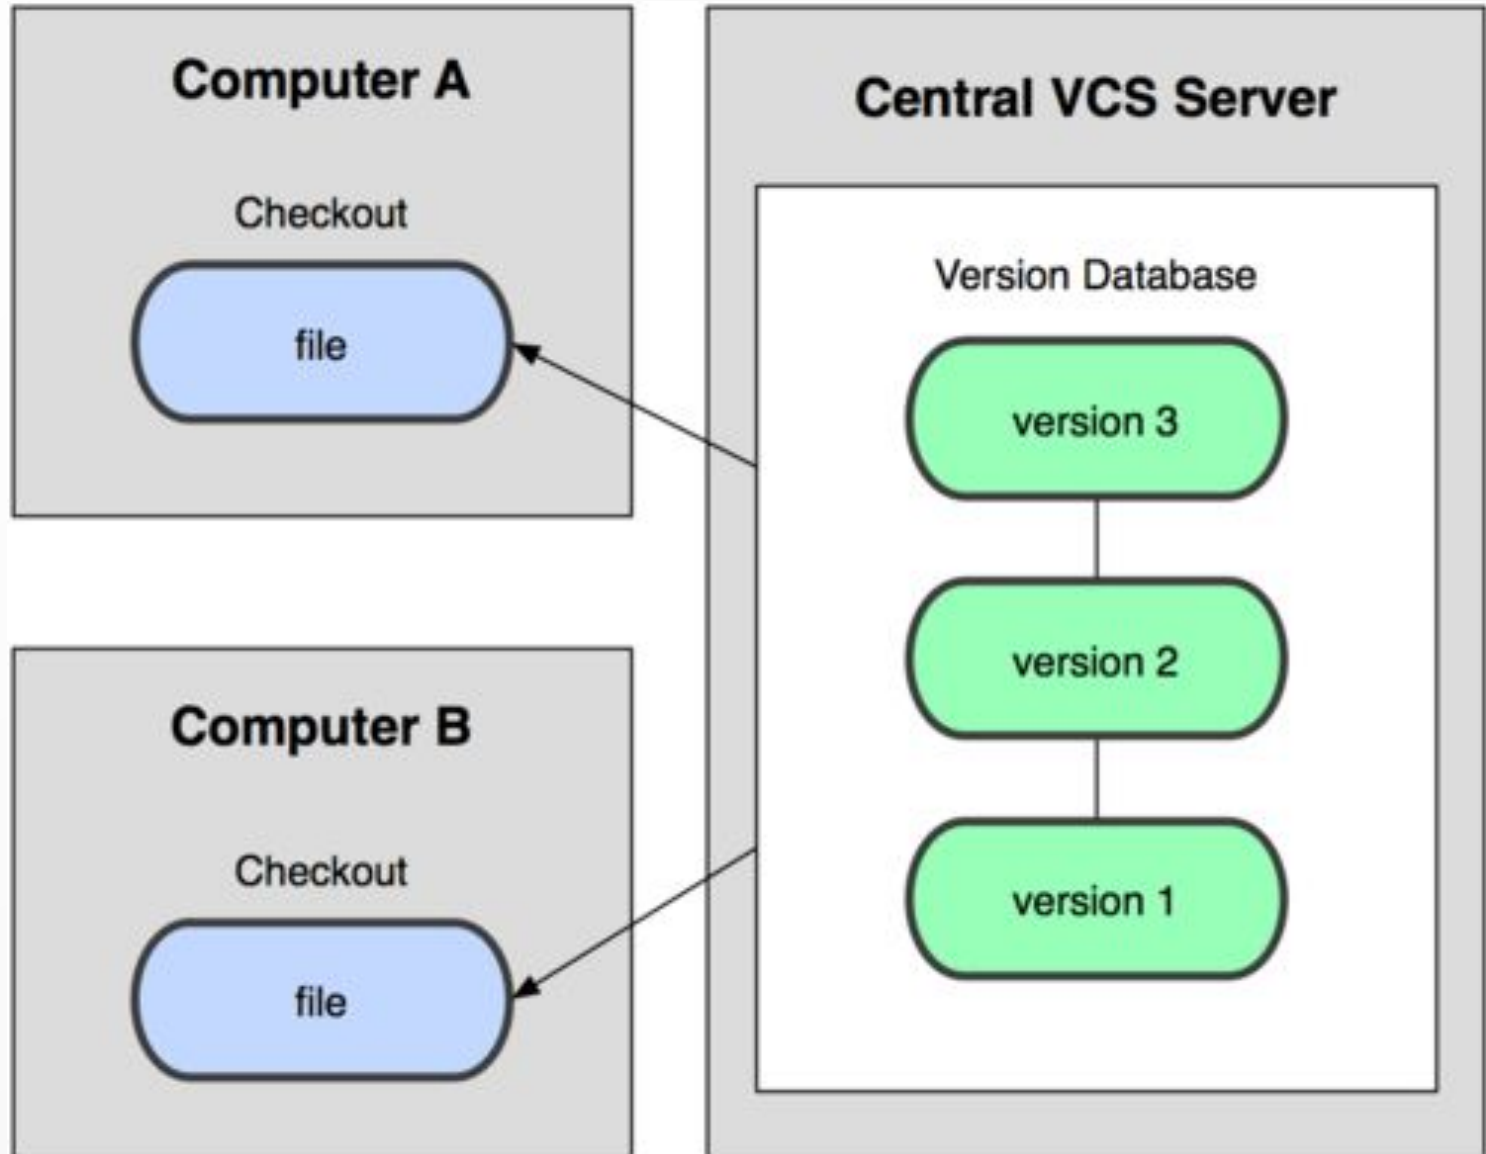 Computer A
Checkout
file
Computer B
Checkout
file
Central VCS Server
Version Database
version 3
version 2
version 1